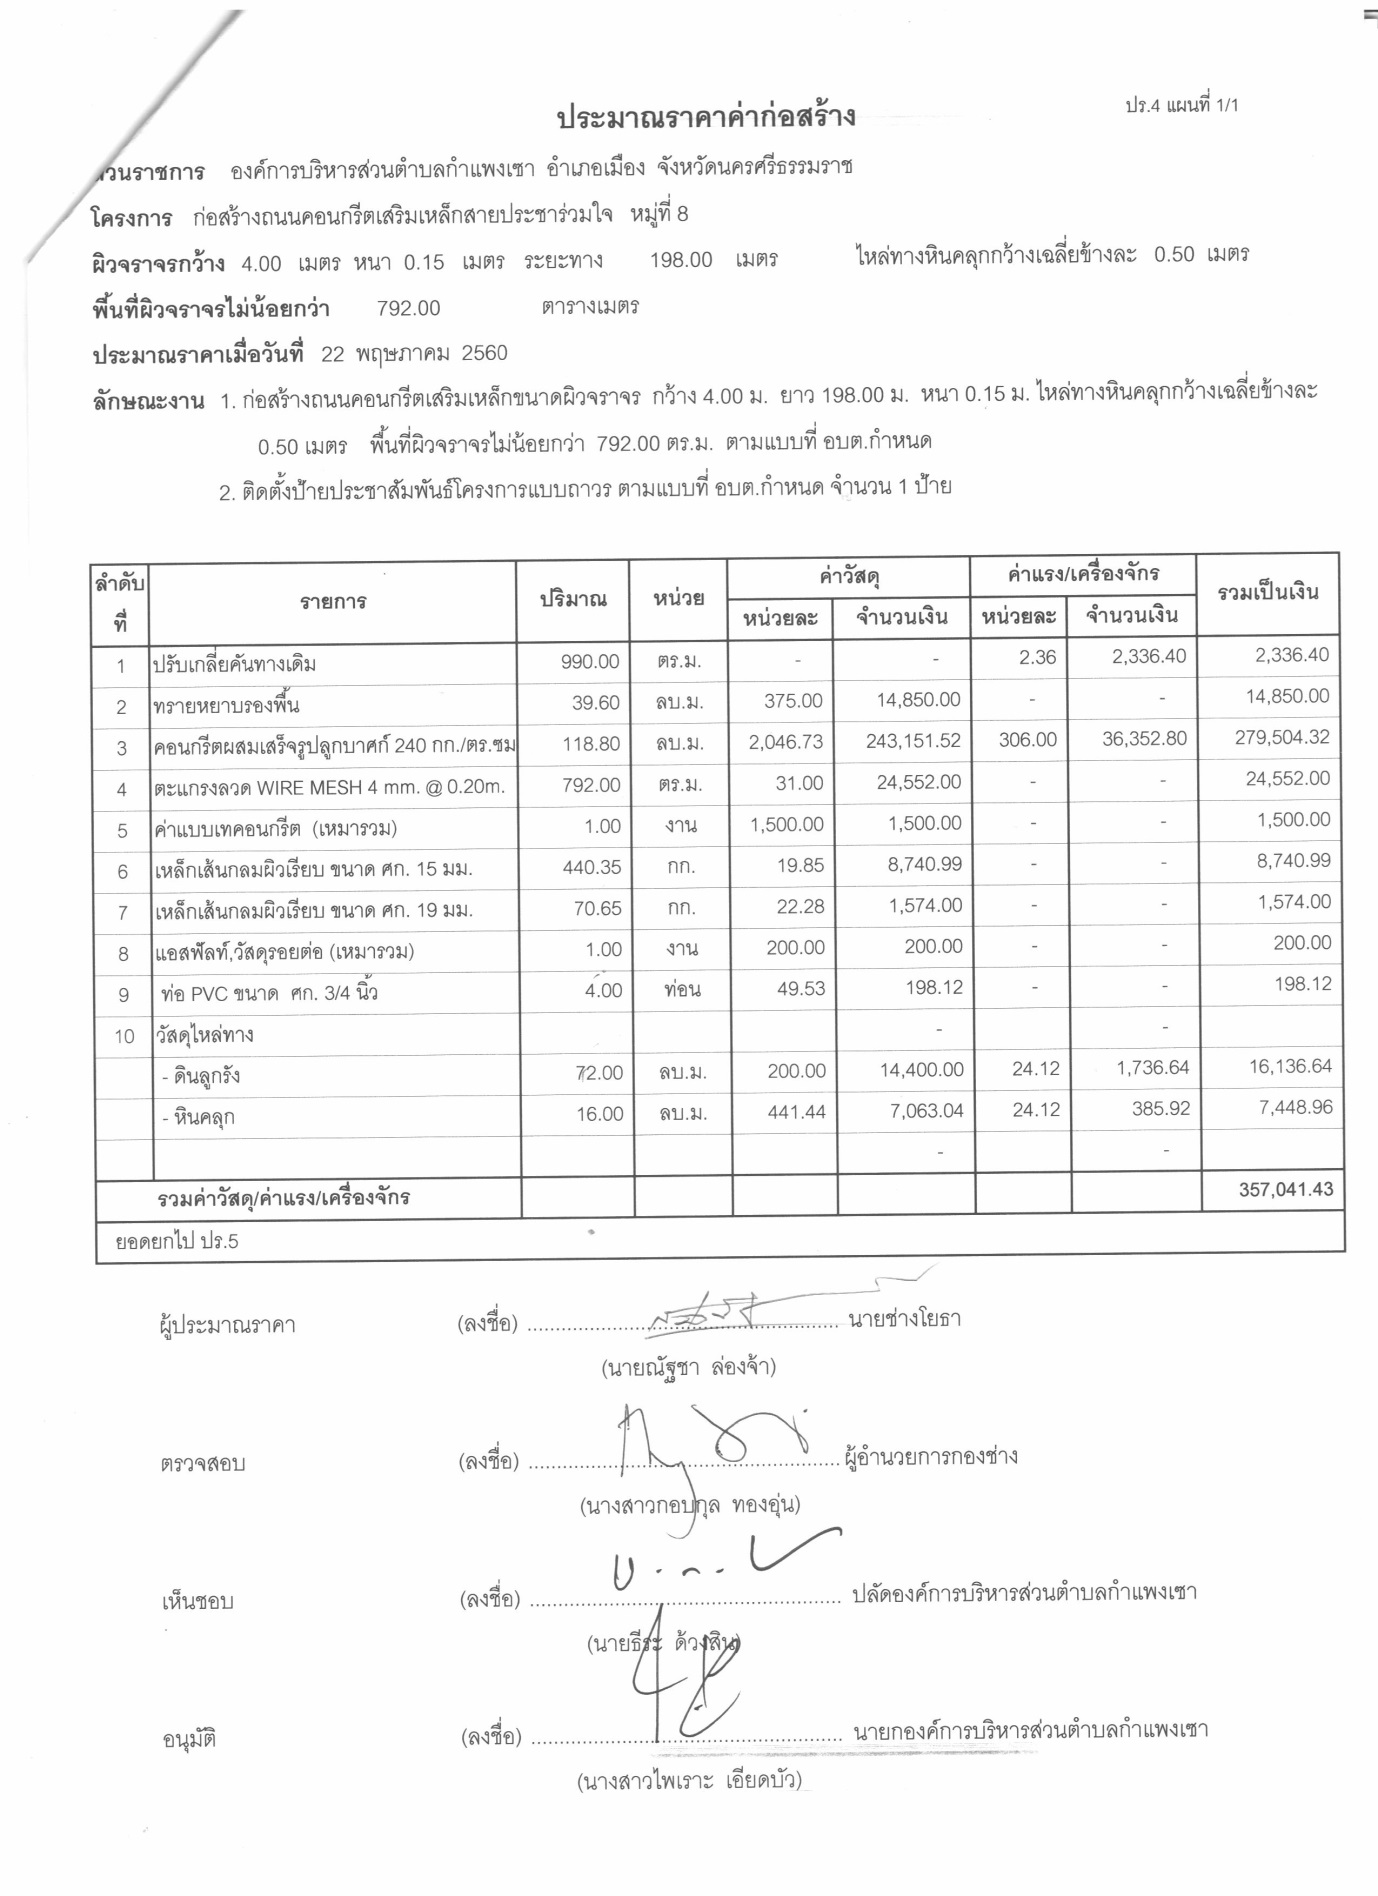 ปร.4 แผนที่ 1/1
ประมาณราคาค่าก่อสร้าง
ส่วนราชการ องค์การบริหารส่วนตำบลกำแพงเซา อำเภอเมือง จังหวัดนครศรีธรรมราช
โครงการ ก่อสร้างถนนคอนกรีตเสริมเหล็กสายประชาร่วมใจ หมู่ที่ 8
ผิวจราจรกว้าง 4.00 เมตร หนา 0.15 เมตร ระยะทาง 198.00 เมตร ไหล่ทางหินคลุกกว้างเฉลี่ยข้างละ 0.50 เมตร
พื้นที่ผิวจราจรไม่น้อยกว่า 792.00 ตารางเมตร
ประมาณราคาเมื่อวันที่ 22 พฤษภาคม 2560
ลักษณะงาน 1. ก่อสร้างถนนคอนกรีตเสริมเหล็กขนาดผิวจราจร กว้าง 4.00 ม. ยาว 198.00 ม. หนา 0.15 ม. ไหล่ทางหินคลุกกว้างเฉลี่ยข้างละ
0.50 เมตร พื้นที่ผิวจราจรไม่น้อยกว่า 792.00 ตร.ม. ตามแบบที่ อบต.กำหนด
2. ติดตั้งป้ายประชาสัมพันธ์โครงการแบบถาวร ตามแบบที่ อบต.กำหนด จำนวน 1 ป้าย
ลำดับที่ รายการ ปริมาณ หน่วย ค่าวัสดุ ค่าแรง/เครื่องจักร รวมเป็นเงิน
หน่วยละ จำนวนเงิน หน่วยละ จำนวนเงิน
1 ปรับเกลี่ยคันทางเดิม 990.00 ตร.ม. - - 2.36 2,336.40 2,336.40
2 ทรายหยาบรองพื้น 39.60 ลบ.ม. 375.00 14,850.00 - - 14,850.00
3 คอนกรีตผสมเสร็จรูปลูกบาศก์ 240 กก./ตร.ซม 118.80 ลบ.ม. 2,046.73 243,151.52 306.00 36,352.80 279,504.32
4 ตะแกรงลวด WIRE MESH 4 mm. @ 0.20m. 792.00 ตร.ม. 31.00 24,552.00 - - 24,552.00
5 ค่าแบบเทคอนกรีต (เหมารวม) 1.00 งาน 1,500.00 1,500.00 - - 1,500.00
6 เหล็กเส้นกลมผิวเรียบ ขนาด ศก. 15 มม. 440.35 กก. 19.85 8,740.99 - - 8,740.99
7 เหล็กเส้นกลมผิวเรียบ ขนาด ศก. 19 มม. 70.65 กก. 22.28 1,574.00 - - 1,574.00
8 แอสฟัลท์,วัสดุรอยต่อ (เหมารวม) 1.00 งาน 200.00 200.00 - - 200.00
9 ท่อ PVC ขนาด ศก. 3/4 นิ้ว 4.00 ท่อน 49.53 198.12 - - 198.12
10 วัสดุไหล่ทาง - -
- ดินลูกรัง 72.00 ลบ.ม. 200.00 14,400.00 24.12 1,736.64 16,136.64
- หินคลุก 16.00 ลบ.ม. 441.44 7,063.04 24.12 385.92 7,448.96
- -
รวมค่าวัสดุ/ค่าแรง/เครื่องจักร 357,041.43
ยอดยกไป ปร.5
ผู้ประมาณราคา (ลงชื่อ) ........................ นายช่างโยธา
(นายณัฐชา ล่องจ้า)
ตรวจสอบ (ลงชื่อ) ........................ ผู้อำนวยการกองช่าง
(นางสาวกอบกุล ทองอุ่น)
เห็นชอบ (ลงชื่อ) ........................ ปลัดองค์การบริหารส่วนตำบลกำแพงเซา
(นายธีระ ด้วงสิน)
อนุมัติ (ลงชื่อ) ........................ นายกองค์การบริหารส่วนตำบลกำแพงเซา
(นางสาวไพเราะ เอียดบัว)